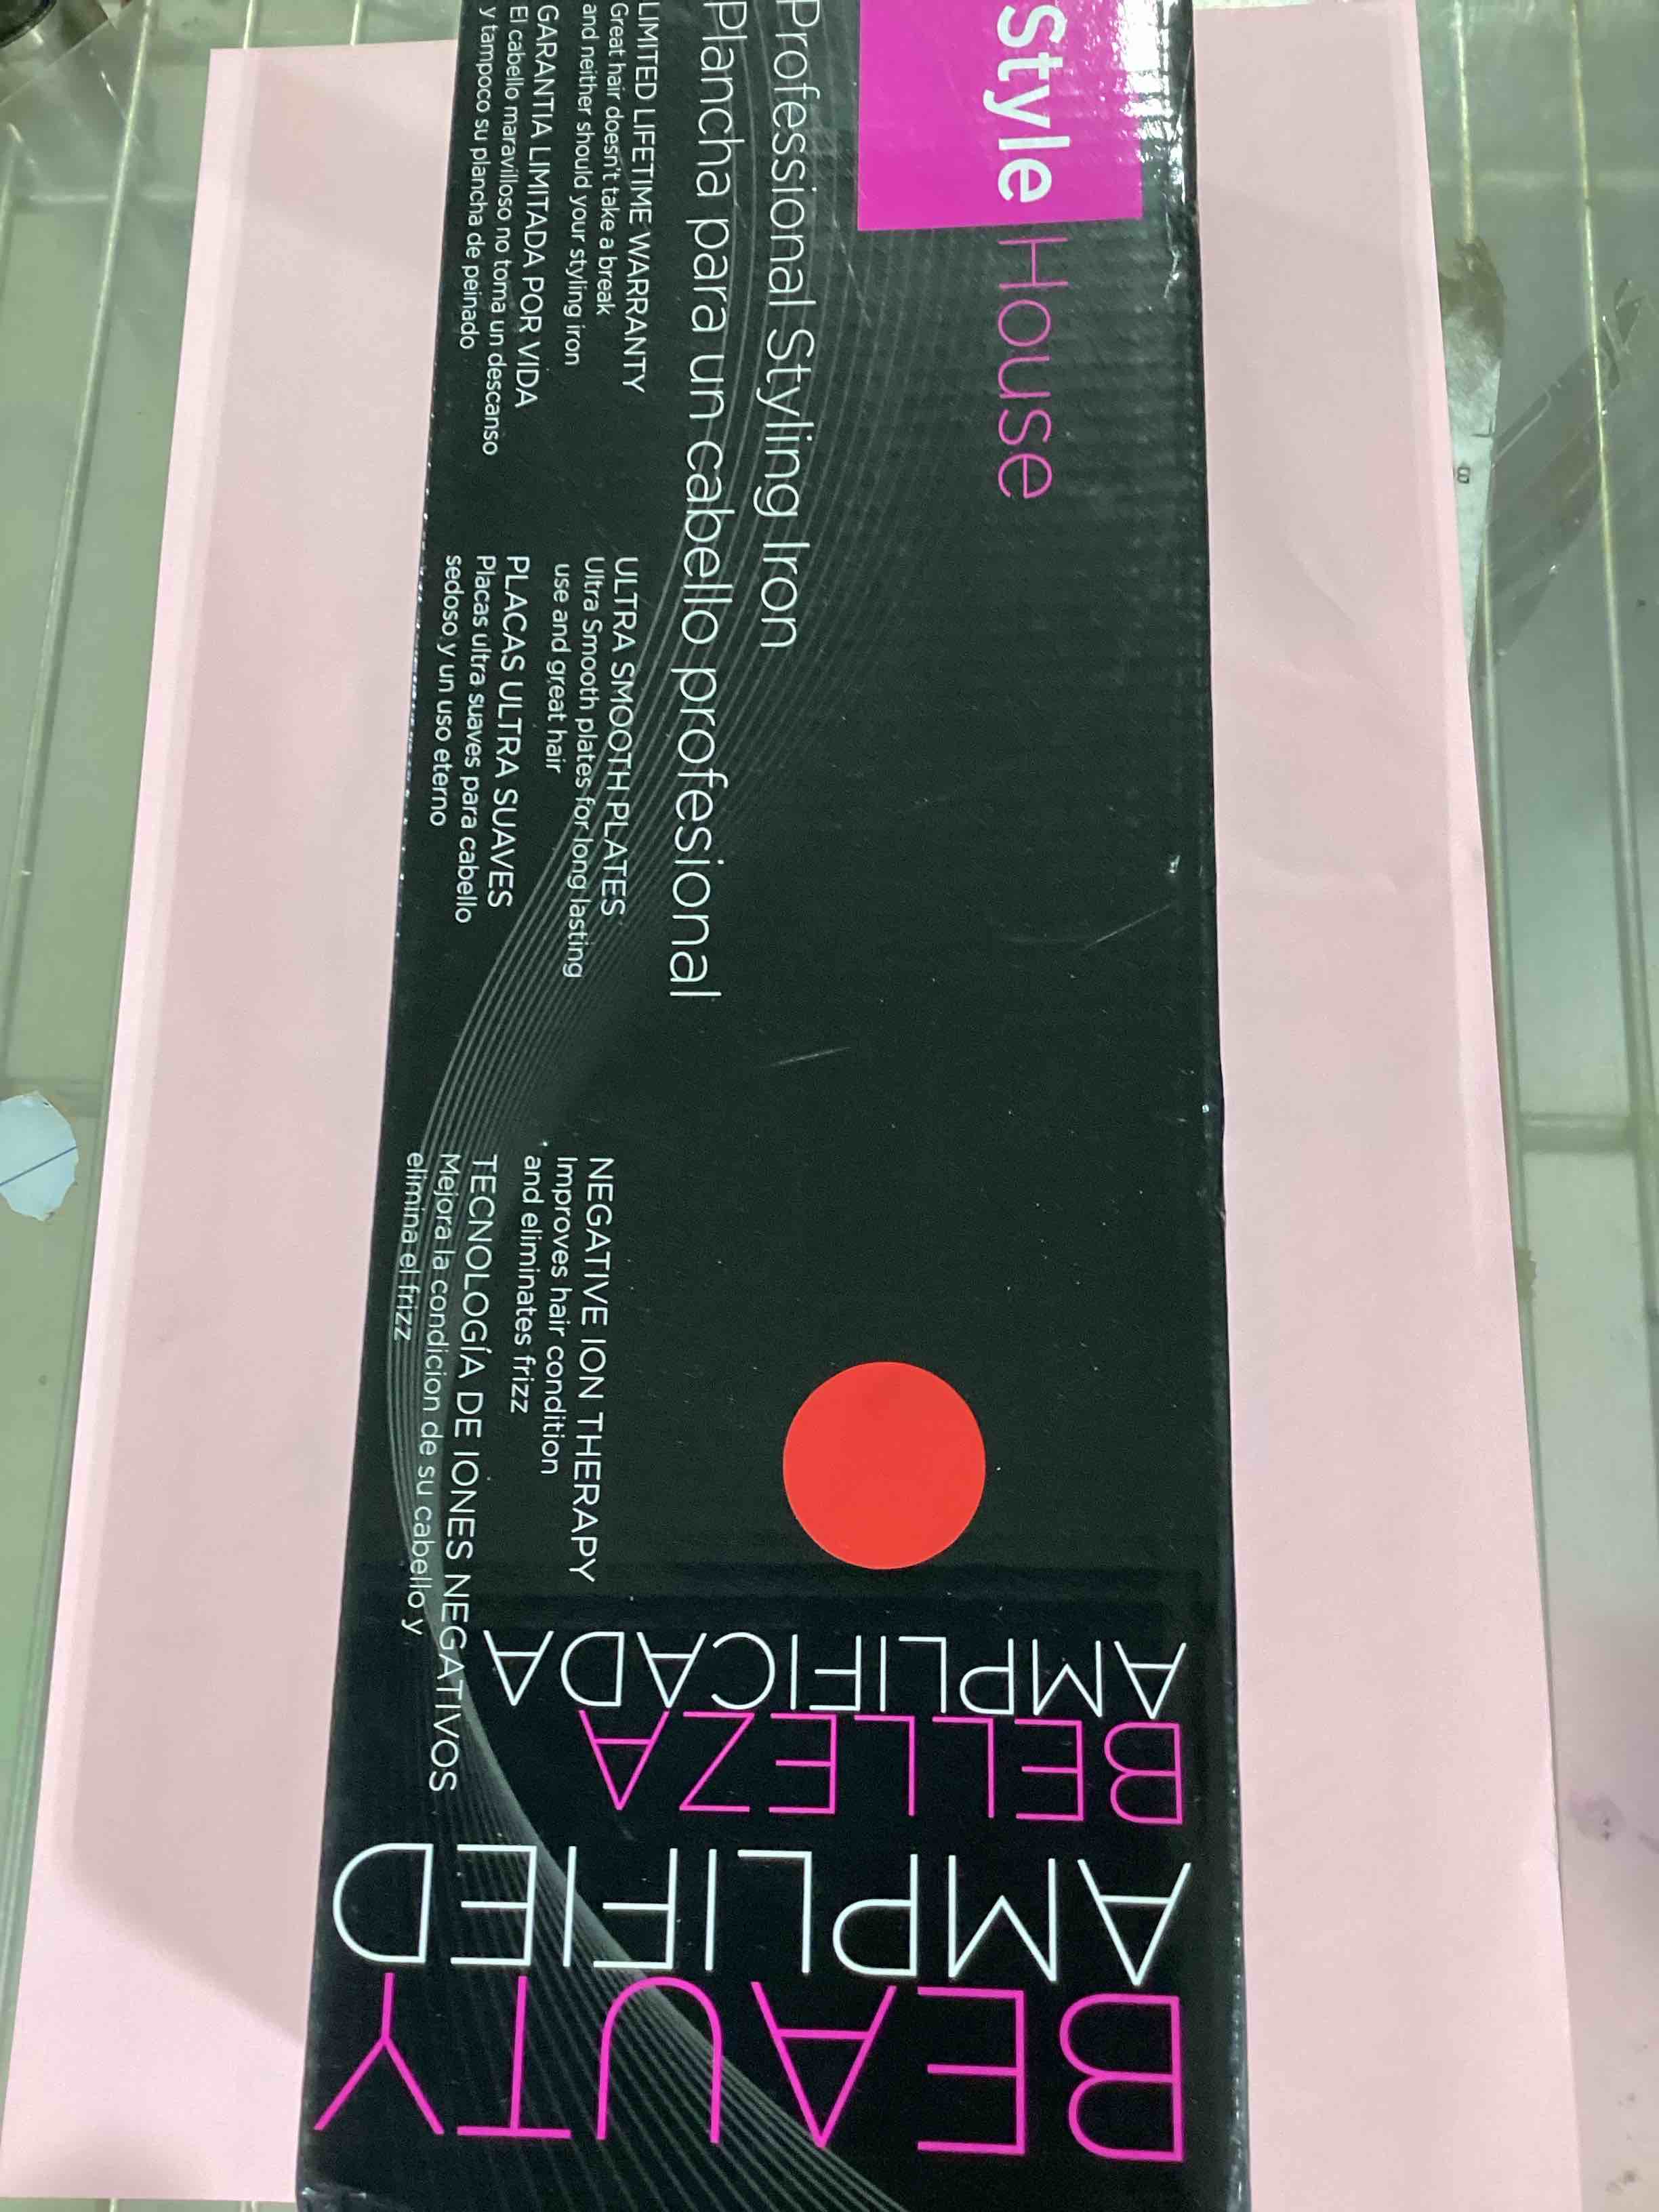 Style House
Professional Styling Iron
Plancha para un cabello profesional
LIMITED LIFETIME WARRANTY
Great hair doesn't take a break
and neither should your styling iron
GARANTIA LIMITADA POR VIDA
El cabello maravilloso no toma un descanso
y tampoco su plancha de peinado
ULTRA SMOOTH PLATES
Ultra Smooth plates for long lasting
use and great hair
PLACAS ULTRA SUAVES
Placas ultra suaves para cabello
sedoso y un uso eterno
NEGATIVE ION THERAPY
Improves hair condition
and eliminates frizz
TECNOLOGÍA DE IONES NEGATIVOS
Mejora la condicion de su cabello y
elimina el frizz
BEAUTY
AMPLIFIED
BELLEZA
AMPLIFICADA
8